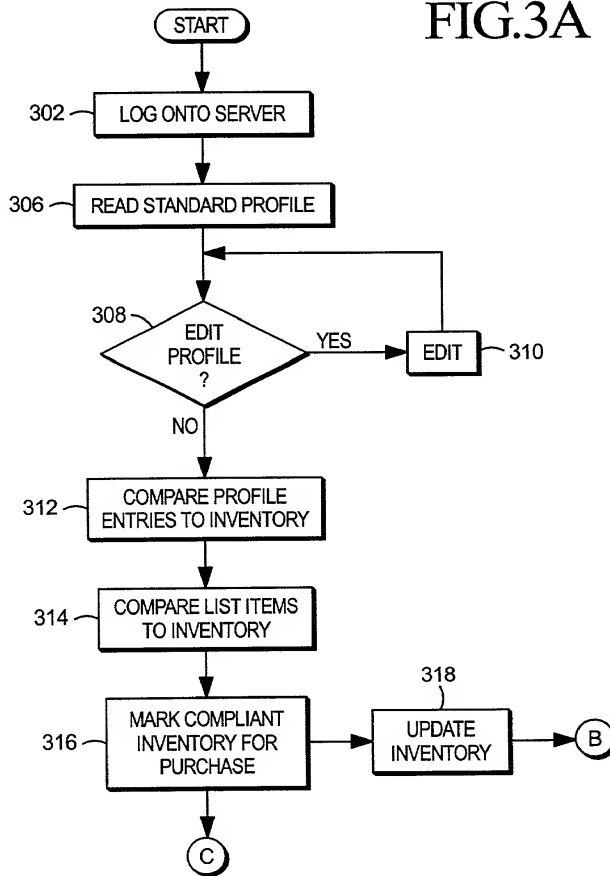 FIG.3A
START
302
LOG ONTO SERVER
306
READ STANDARD PROFILE
308
EDIT
PROFILE
?
YES
EDIT
310
NO
312
COMPARE PROFILE
ENTRIES TO INVENTORY
314
COMPARE LIST ITEMS
TO INVENTORY
318
316
MARK COMPLIANT
INVENTORY FOR
PURCHASE
UPDATE
INVENTORY
B
C